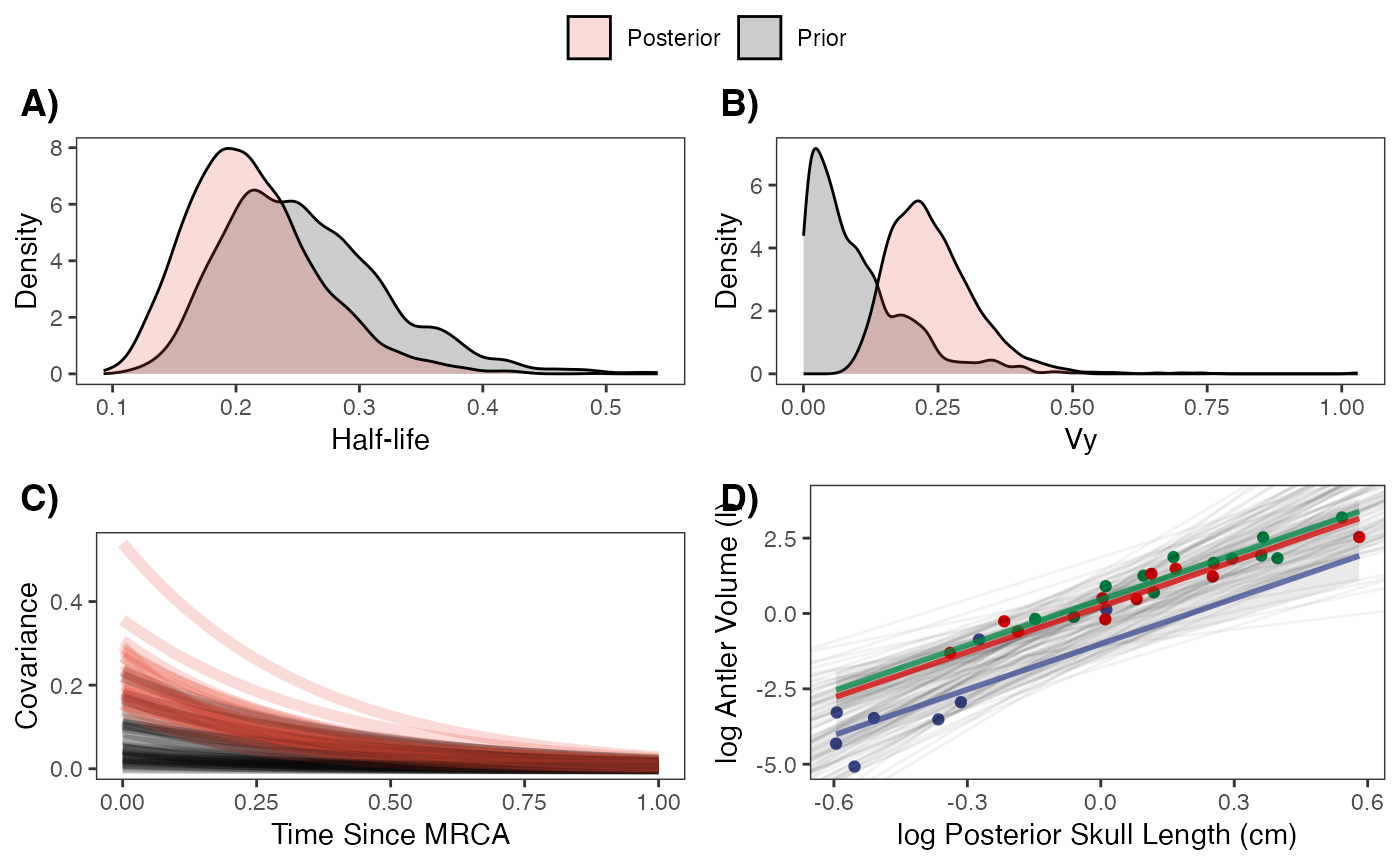 Posterior Prior
A)
B)
8
6
4
2
0
0.1 0.2 0.3 0.4 0.5
Density
Half-life
6
4
2
0
0.00 0.25 0.50 0.75 1.00
Density
Vy
C)
D)
0.4
0.2
0.0
0.00 0.25 0.50 0.75 1.00
Covariance
Time Since MRCA
2.5
0.0
-2.5
-5.0
-0.6 -0.3 0.0 0.3 0.6
log Antler Volume (l)
log Posterior Skull Length (cm)